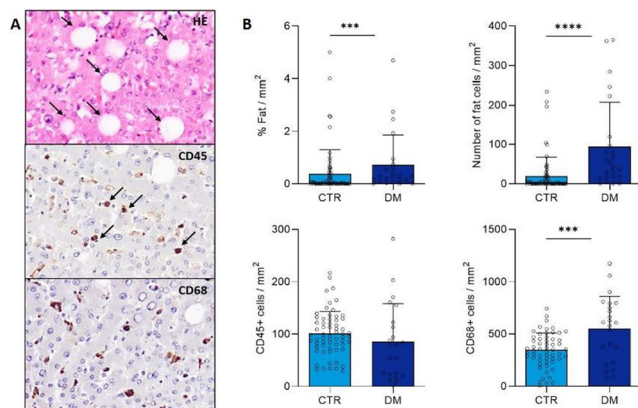 A
HE
CD45
CD68
B
***
% Fat / mm²
6
4
2
0
CTR
DM
****
Number of fat cells / mm²
400
300
200
100
0
CTR
DM
CD45+ cells / mm²
300
200
100
0
CTR
DM
***
CD68+ cells / mm²
1500
1000
500
0
CTR
DM